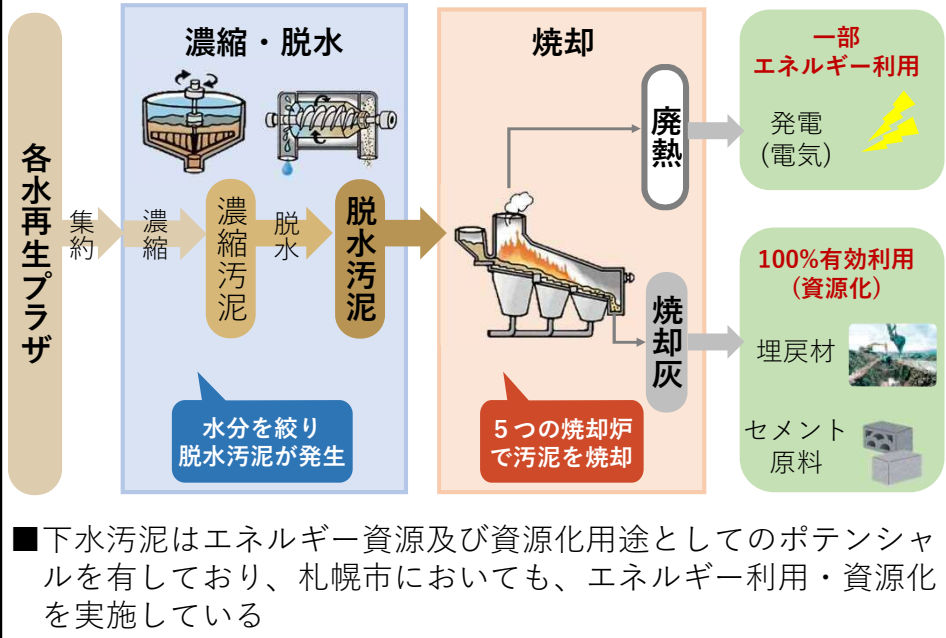 各水再生プラザ
集約
濃縮・脱水
濃縮
濃縮汚泥
脱水
脱水汚泥
水分を絞り
脱水汚泥が発生
焼却
5つの焼却炉
で汚泥を焼却
廃熱
焼却灰
一部
エネルギー利用
発電
(電気)
100%有効利用
(資源化)
埋戻材
セメント
原料
■下水汚泥はエネルギー資源及び資源化用途としてのポテンシャ
ルを有しており、札幌市においても、エネルギー利用・資源化
を実施している